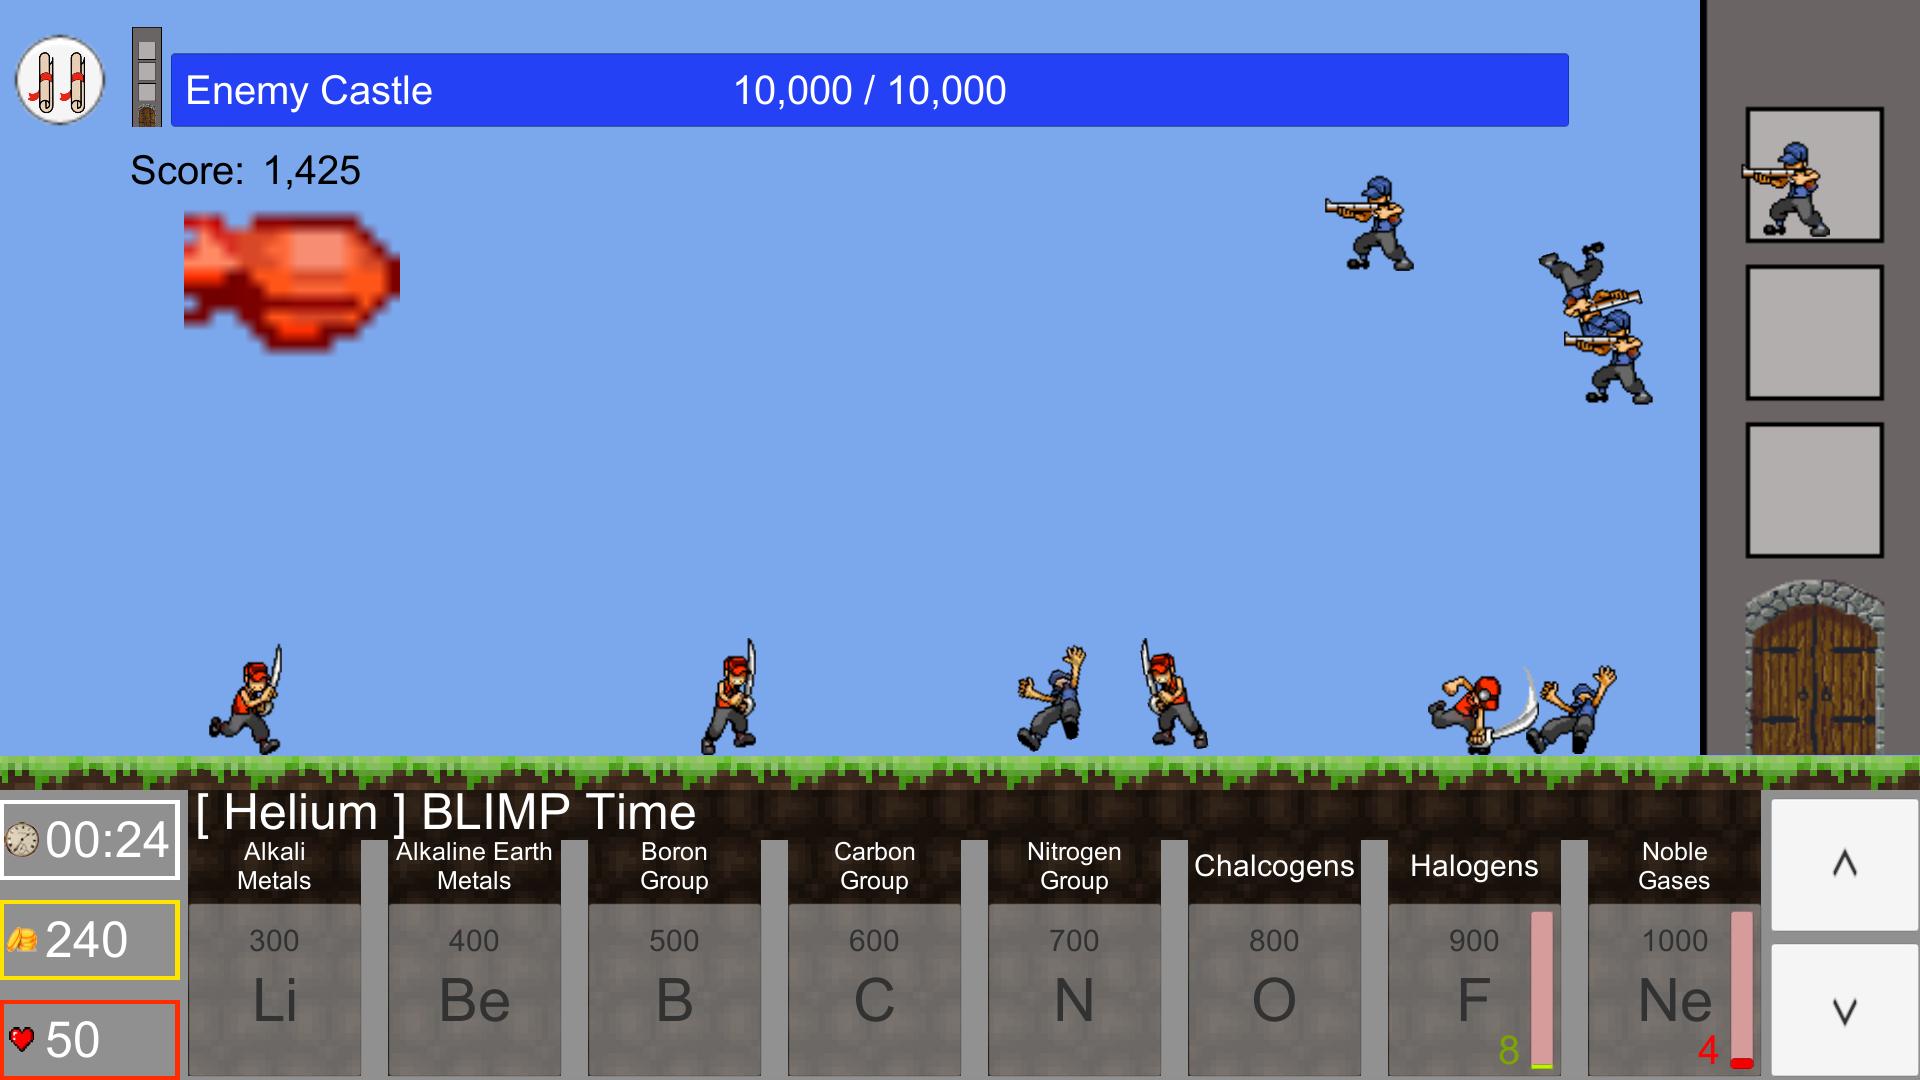 Enemy Castle 10,000 / 10,000
Score: 1,425
[ Helium ] BLIMP Time
00:24
Alkali Metals
Alkaline Earth Metals
Boron Group
Carbon Group
Nitrogen Group
Chalcogens
Halogens
Noble Gases
240
300
400
500
600
700
800
900
1000
Li
Be
B
C
N
O
F
Ne
50
8
4